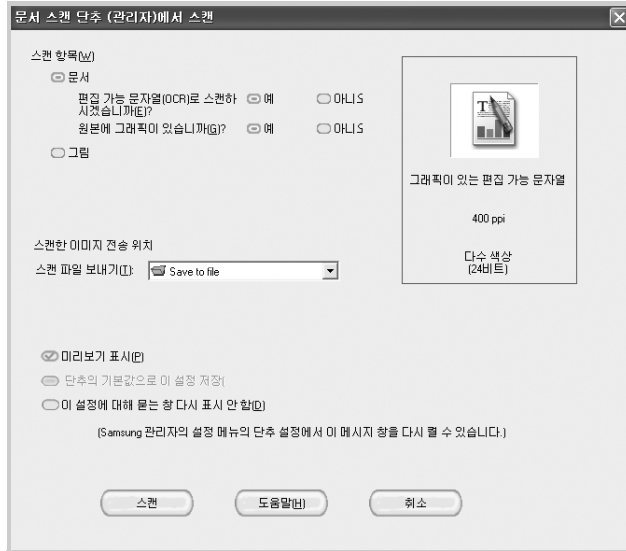 문서 스캔 단추 (관리자)에서 스캔
스캔 항목(W)
문서
편집 가능 문자열(OCR)로 스캔하
시겠습니까(E)?
예
아니오
원본에 그래픽이 있습니까(G)?
예
아니오
그림
그래픽이 있는 편집 가능 문자열
400 ppi
다수 색상
(24비트)
스캔한 이미지 전송 위치
스캔 파일 보내기(T):
Save to file
미리보기 표시(P)
단추의 기본값으로 이 설정 저장(
이 설정에 대해 묻는 창 다시 표시 안 함(D)
(Samsung 관리자의 설정 메뉴의 단추 설정에서 이 메시지 창을 다시 켤 수 있습니다.)
스캔
도움말(H)
취소